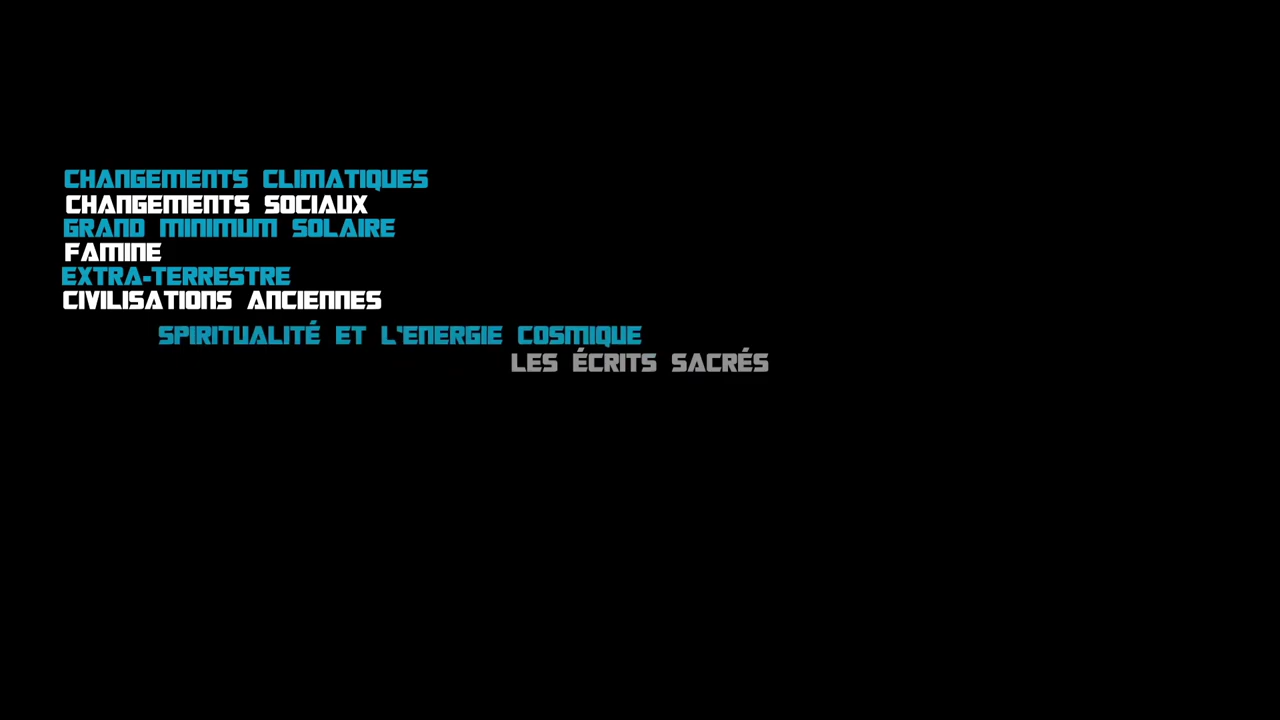 CHANGEMENTS CLIMATIQUES
CHANGEMENTS SOCIAUX
GRAND MINIMUM SOLAIRE
FAMINE
EXTRA-TERRESTRE
CIVILISATIONS ANCIENNES
SPIRITUALITÉ ET L'ENERGIE COSMIQUE
LES ÉCRITS SACRÉS